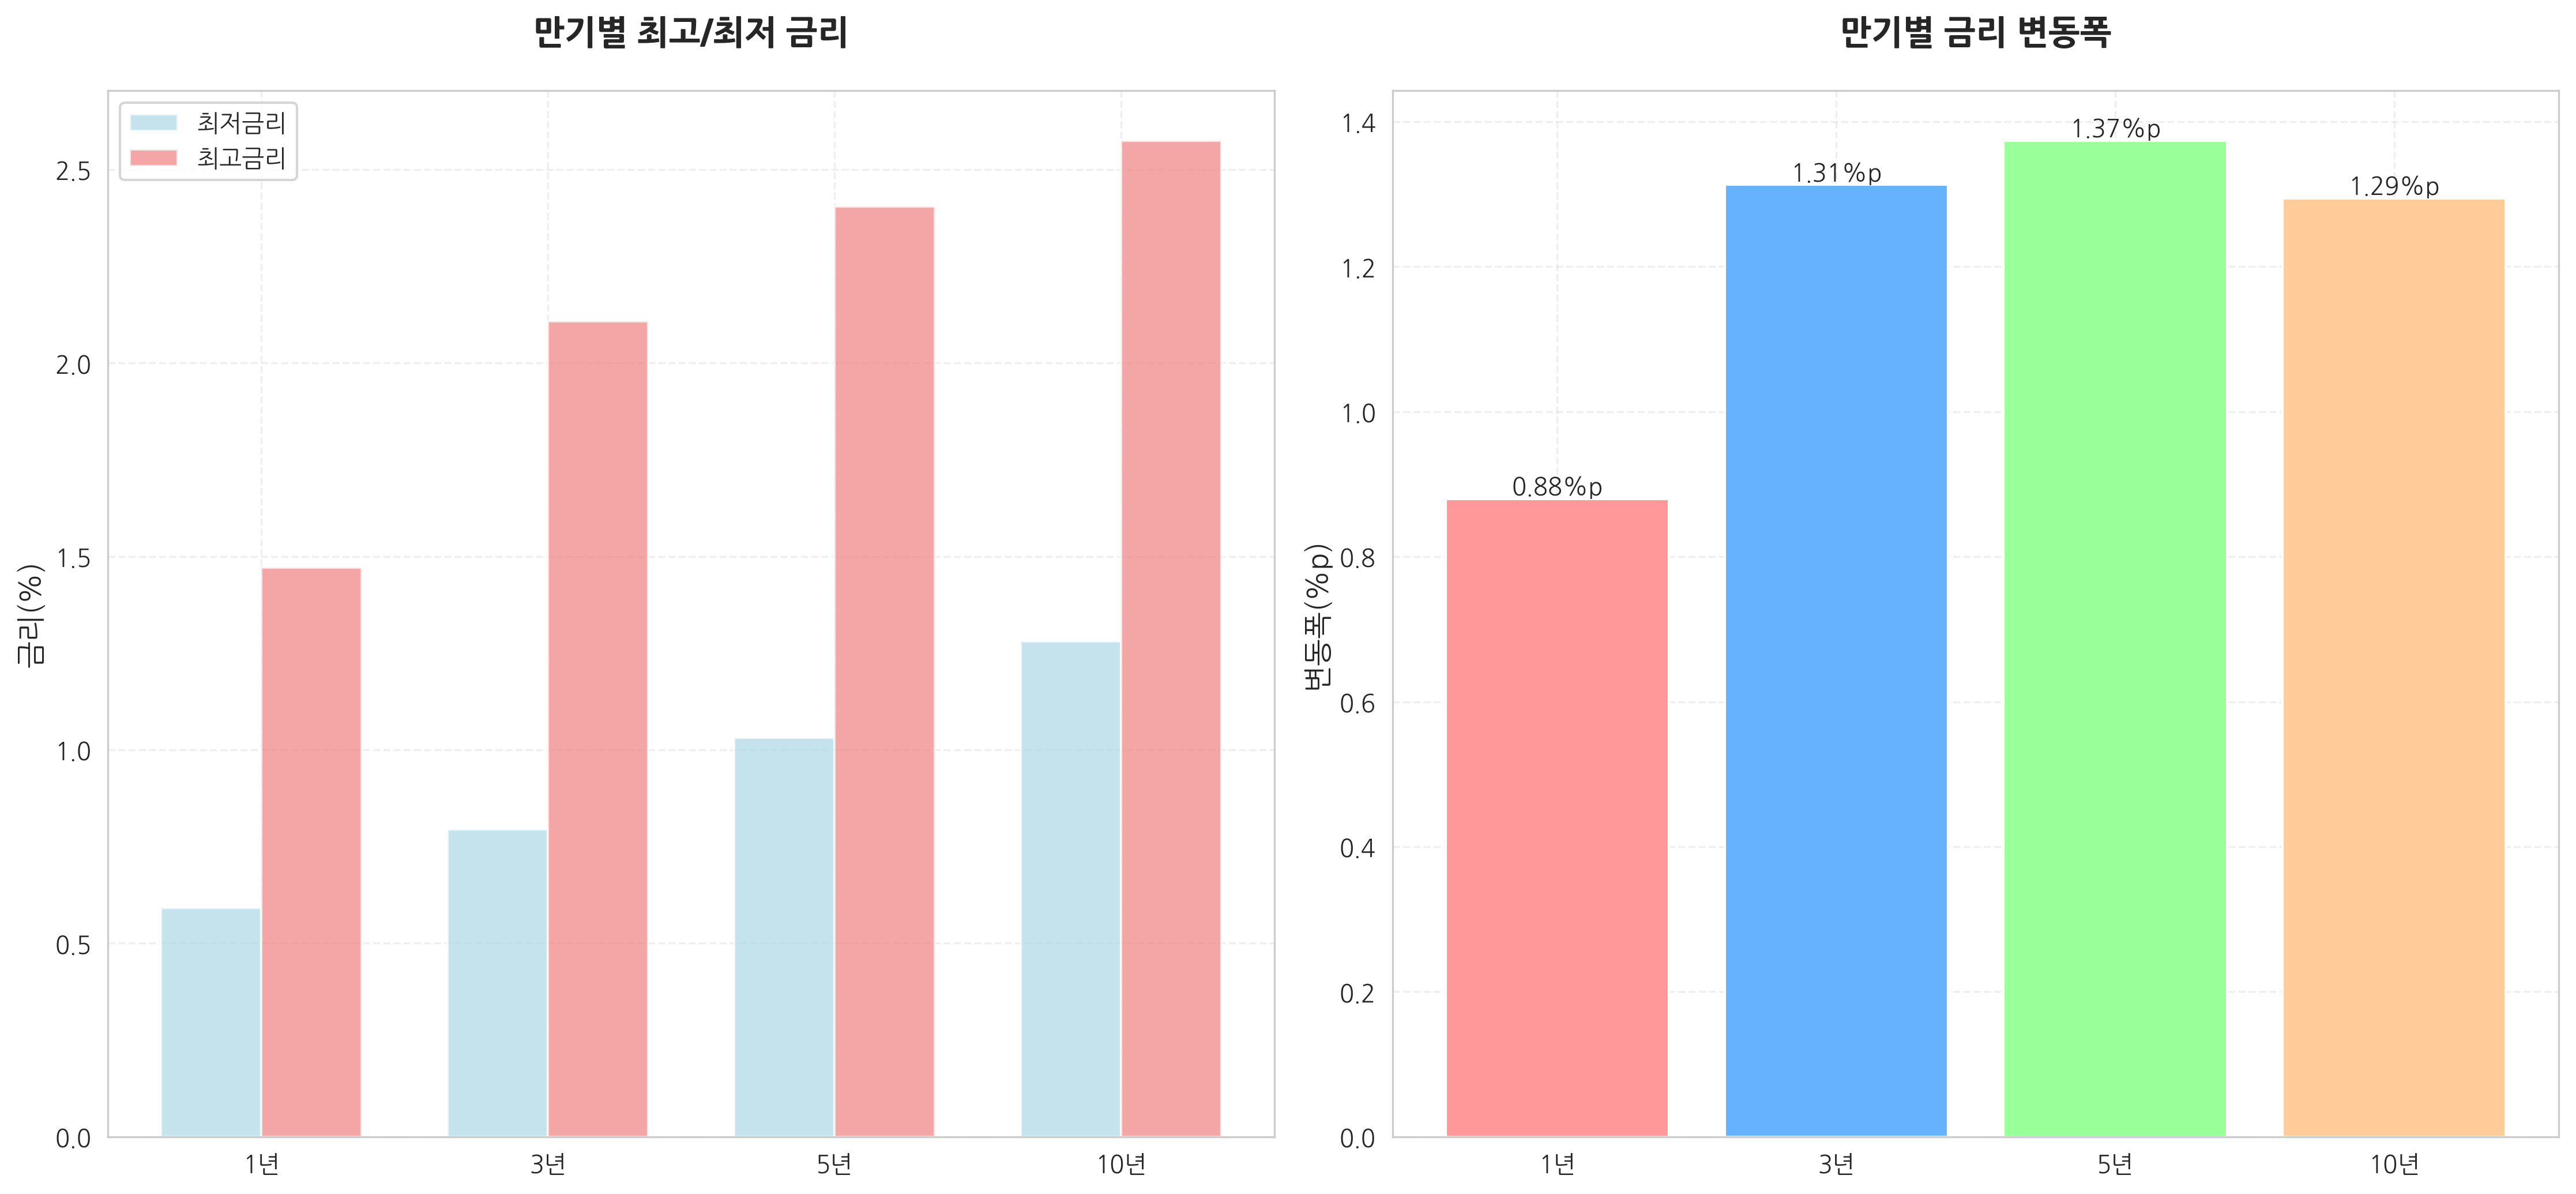 만기별 최고/최저 금리
최저금리
최고금리
금리(%)
2.5
2.0
1.5
1.0
0.5
0.0
1년
3년
5년
10년
만기별 금리 변동폭
변동폭(%p)
1.4
1.2
1.0
0.8
0.6
0.4
0.2
0.0
0.88%p
1.31%p
1.37%p
1.29%p
1년
3년
5년
10년